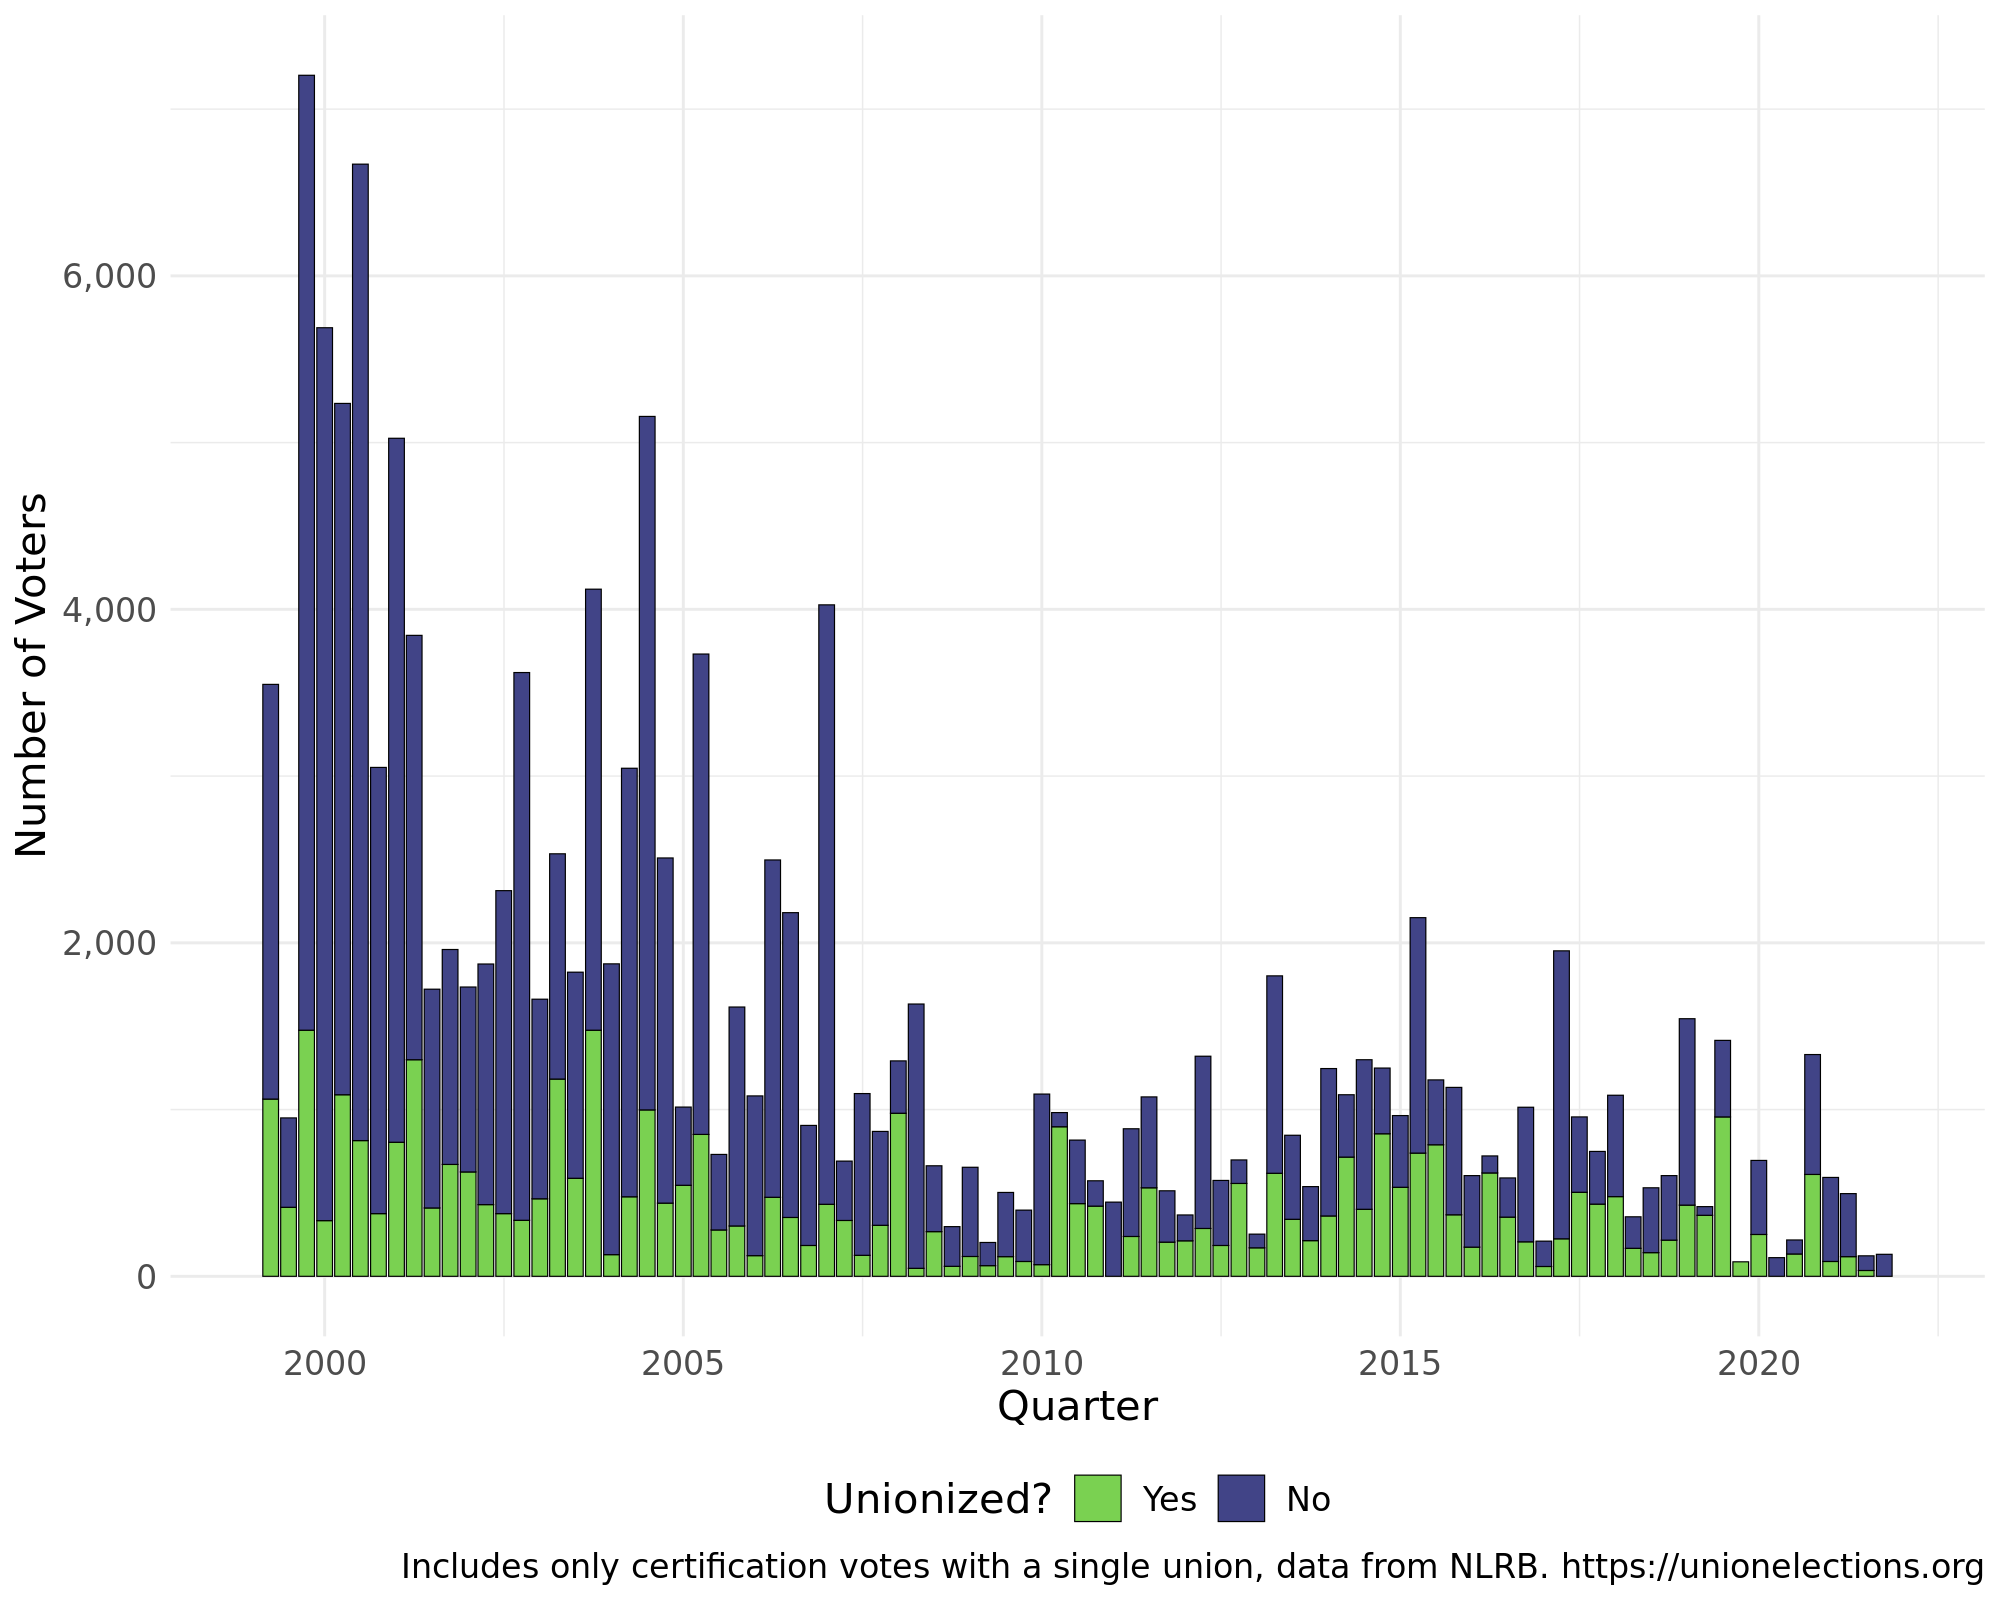 Number of Voters
6,000
4,000
2,000
0
2000 2005 2010 2015 2020
Quarter
Unionized? Yes No
Includes only certification votes with a single union, data from NLRB. https://unionelections.org